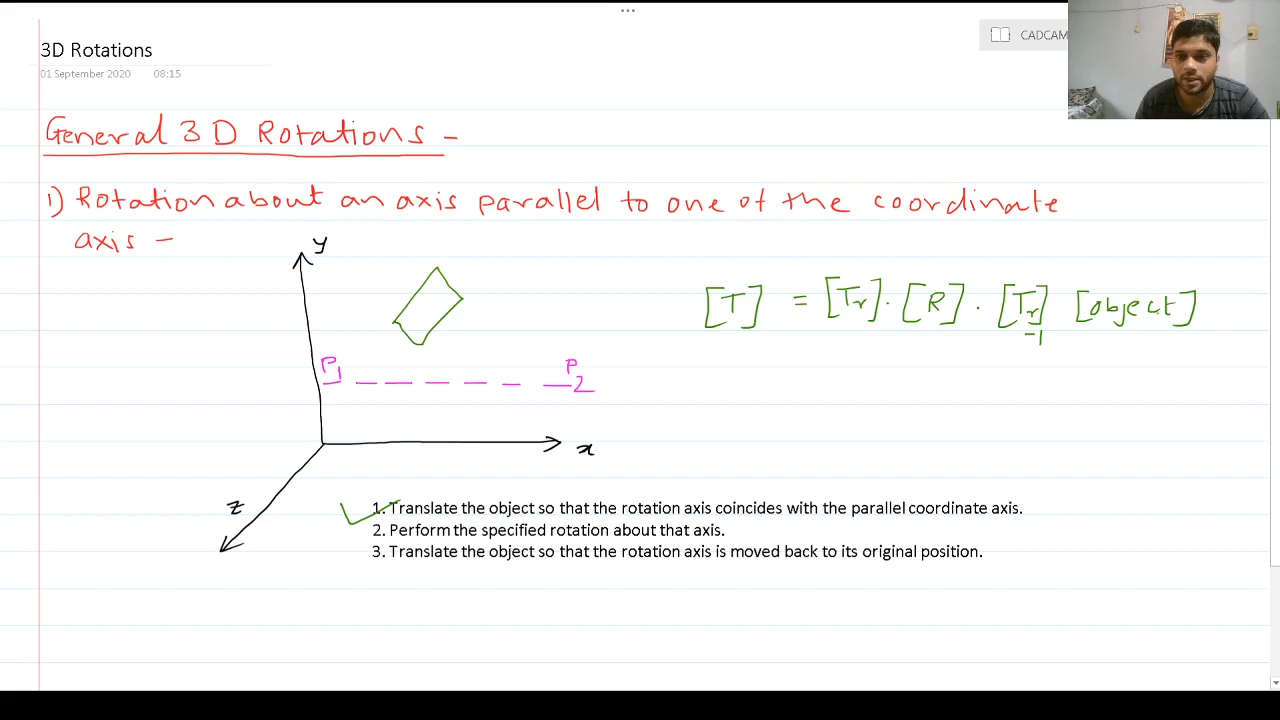 CADCAM
3D Rotations
01 September 2020 08:15
General 3D Rotations -
1) Rotation about an axis parallel to one of the coordinate
axis -
y
[T] = [Tr] . [R] . [Tr]-1 [object]
P1 P2
x
z
1. Translate the object so that the rotation axis coincides with the parallel coordinate axis.
2. Perform the specified rotation about that axis.
3. Translate the object so that the rotation axis is moved back to its original position.